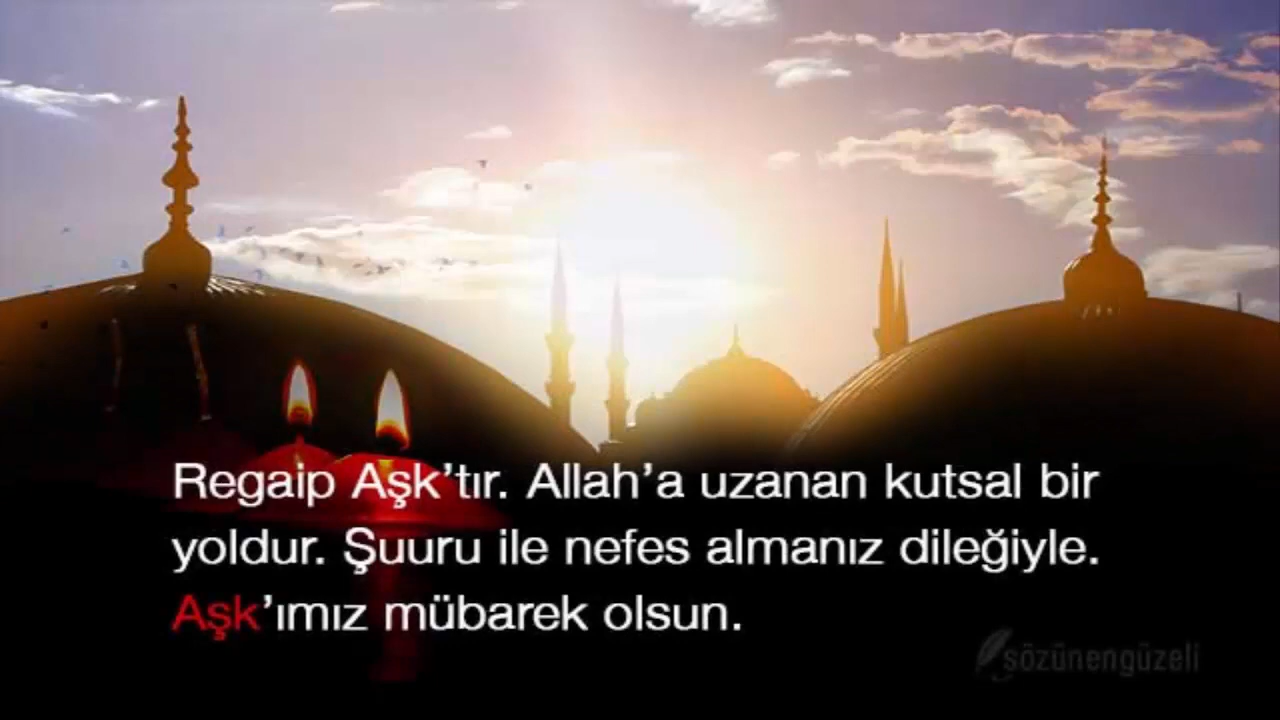 Regaip Aşk’tır. Allah’a uzanan kutsal bir
yoldur. Şuuru ile nefes almanız dileğiyle.
Aşk’ımız mübarek olsun.
sözünengüzeli